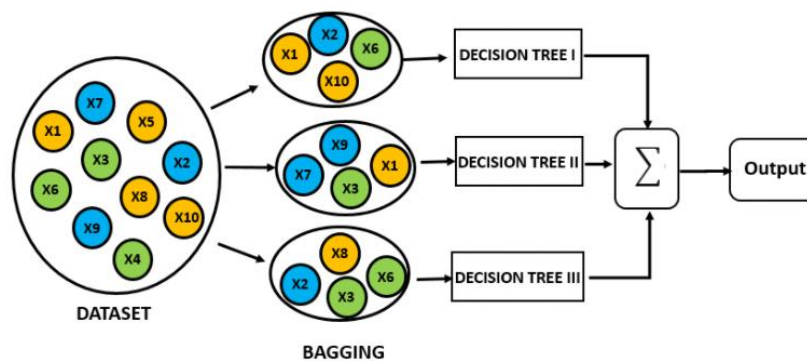 X7
X5
X1
X3
X2
X6
X8
X10
X9
X4
DATASET
X2
X1
X6
X10
X9
X7
X1
X3
X8
X2
X3
X6
BAGGING
DECISION TREE I
DECISION TREE II
DECISION TREE III
∑
Output